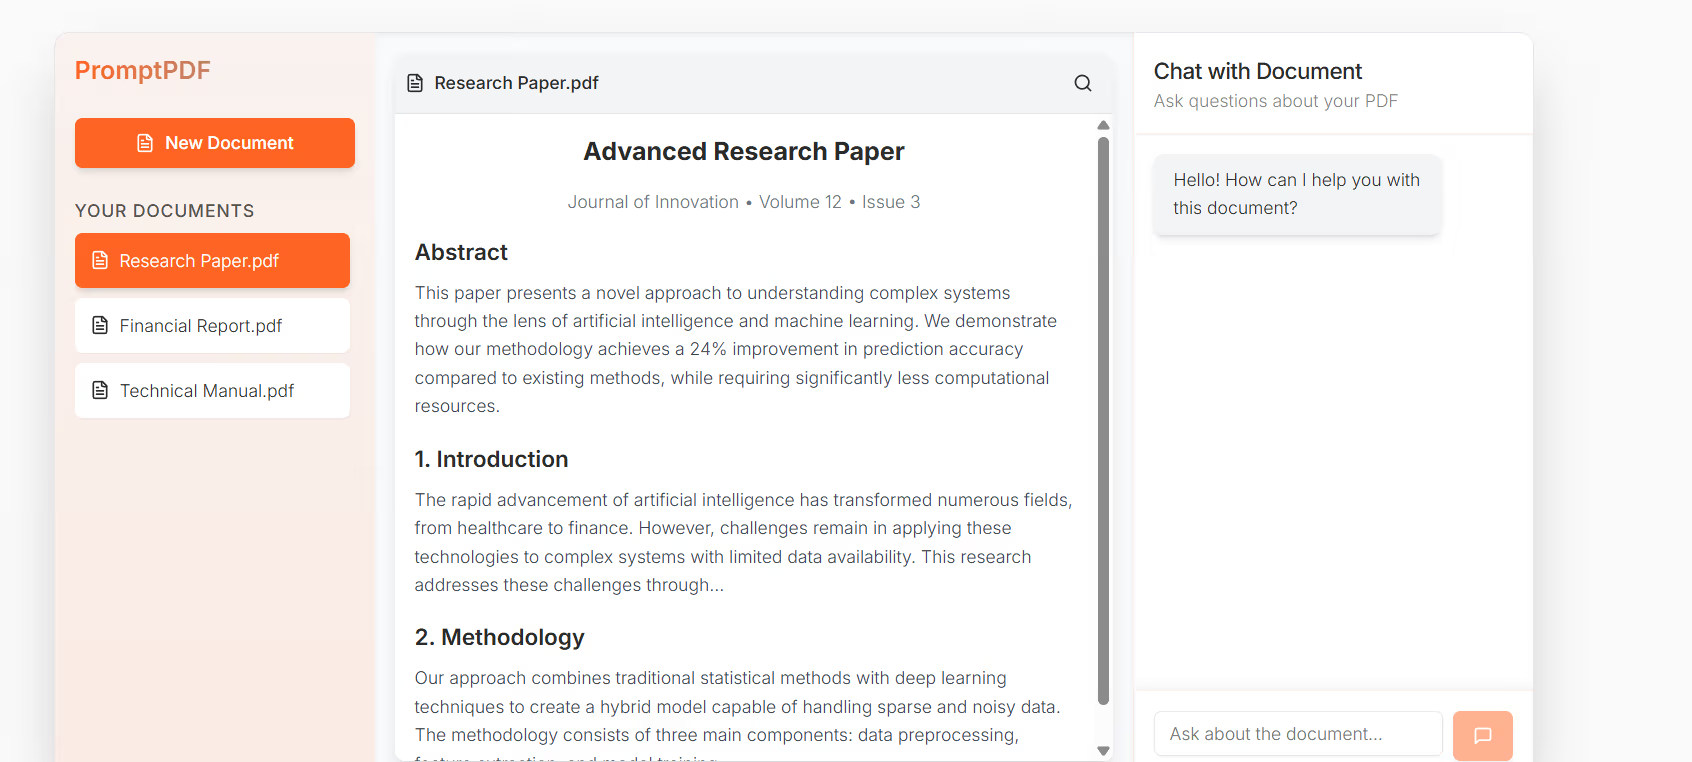 PromptPDF
New Document
YOUR DOCUMENTS
Research Paper.pdf
Financial Report.pdf
Technical Manual.pdf
Research Paper.pdf
Advanced Research Paper
Journal of Innovation • Volume 12 • Issue 3
Abstract
This paper presents a novel approach to understanding complex systems
through the lens of artificial intelligence and machine learning. We demonstrate
how our methodology achieves a 24% improvement in prediction accuracy
compared to existing methods, while requiring significantly less computational
resources.
1. Introduction
The rapid advancement of artificial intelligence has transformed numerous fields,
from healthcare to finance. However, challenges remain in applying these
technologies to complex systems with limited data availability. This research
addresses these challenges through...
2. Methodology
Our approach combines traditional statistical methods with deep learning
techniques to create a hybrid model capable of handling sparse and noisy data.
The methodology consists of three main components: data preprocessing,
feature extraction, and model training.
Chat with Document
Ask questions about your PDF
Hello! How can I help you with
this document?
Ask about the document...